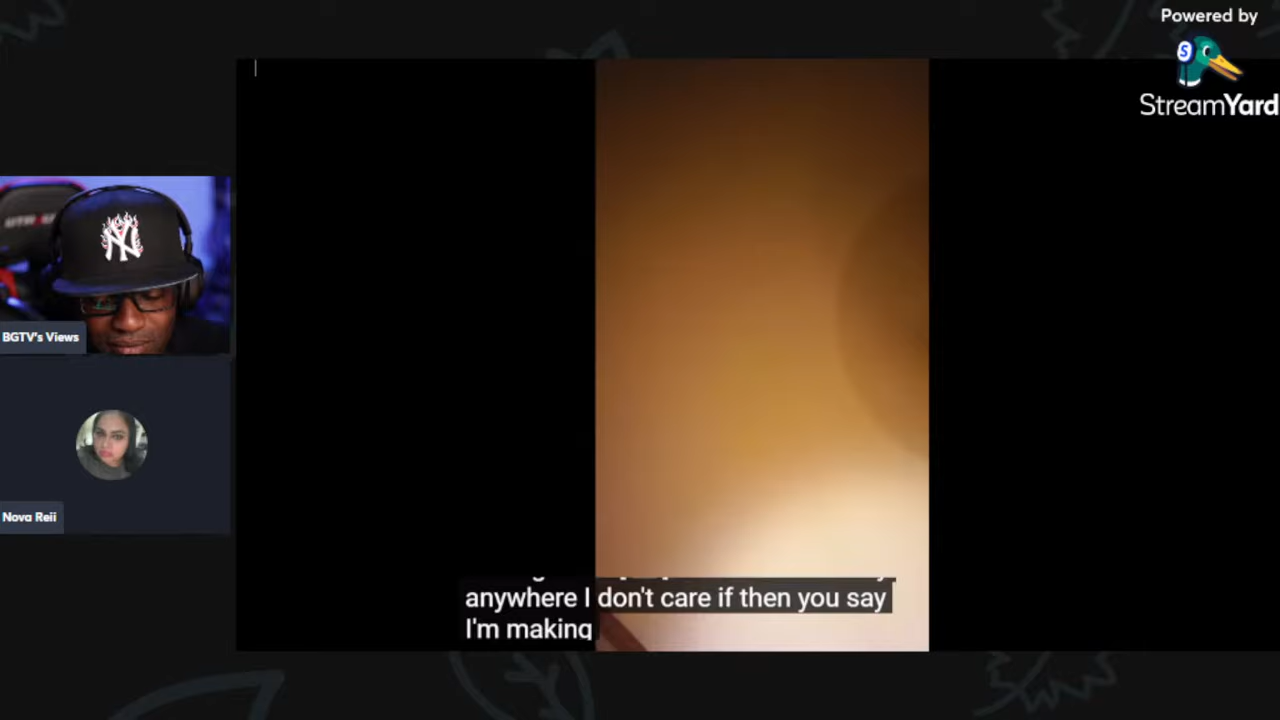 Powered by
StreamYard
BGTV's Views
Nova Reii
anywhere I don't care if then you say
I'm making